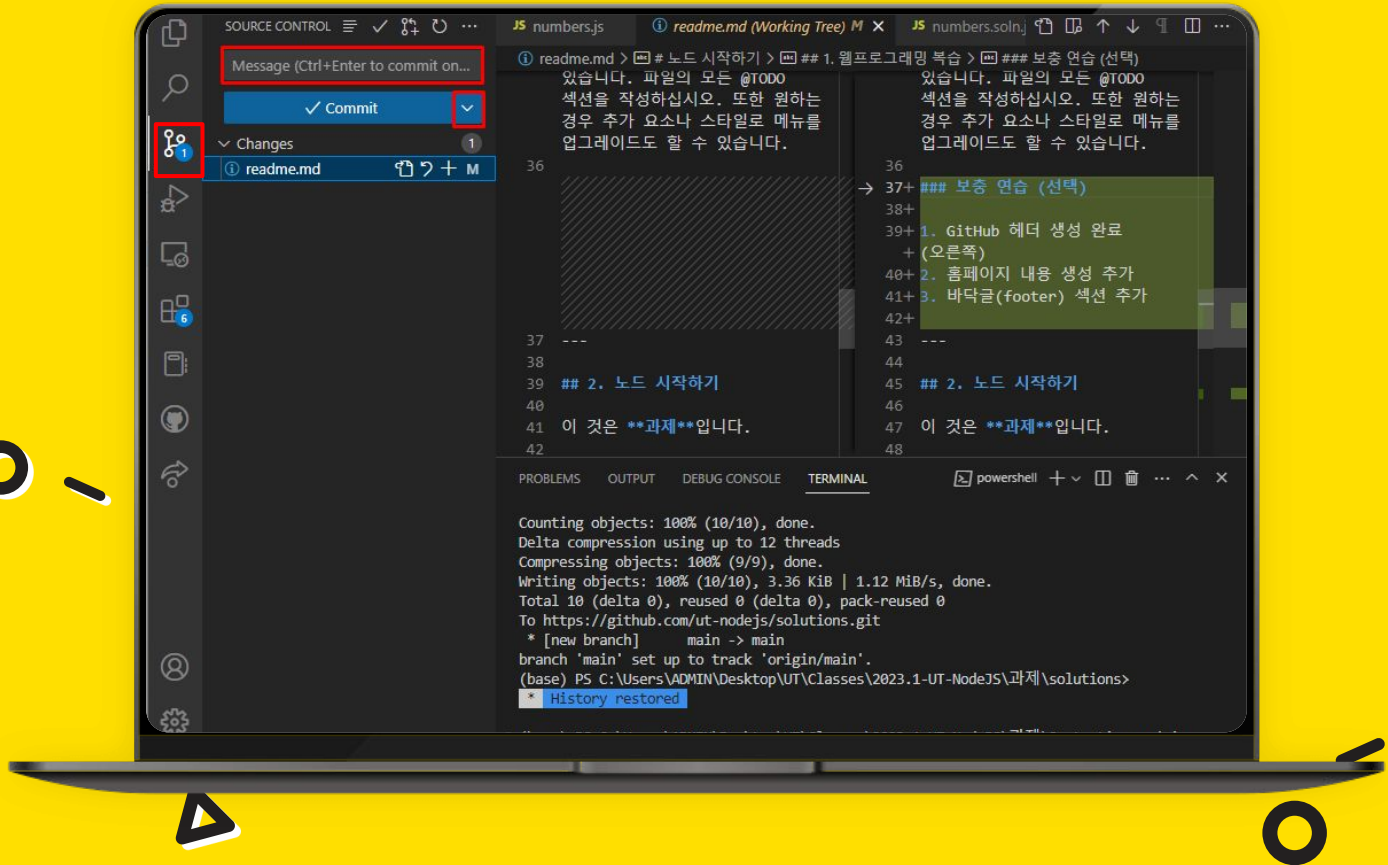 SOURCE CONTROL
Message (Ctrl+Enter to commit on...
Commit
1
Changes
1
readme.md
M
6
JS numbers.js
readme.md (Working Tree) M
JS numbers.soln.j
readme.md > # 노드 시작하기 > ## 1. 웹프로그래밍 복습 > ### 보충 연습 (선택)
있습니다. 파일의 모든 @TODO
섹션을 작성하십시오. 또한 원하는
경우 추가 요소나 스타일로 메뉴를
업그레이드도 할 수 있습니다.
36
37 ---
38
39 ## 2. 노드 시작하기
40
41 이 것은 **과제**입니다.
42
있습니다. 파일의 모든 @TODO
섹션을 작성하십시오. 또한 원하는
경우 추가 요소나 스타일로 메뉴를
업그레이드도 할 수 있습니다.
36
→ 37+ ### 보충 연습 (선택)
38+
39+ 1. GitHub 헤더 생성 완료
+ (오른쪽)
40+ 2. 홈페이지 내용 생성 추가
41+ 3. 바닥글(footer) 섹션 추가
42+
43 ---
44
45 ## 2. 노드 시작하기
46
47 이 것은 **과제**입니다.
48
PROBLEMS OUTPUT DEBUG CONSOLE TERMINAL
powershell
Counting objects: 100% (10/10), done.
Delta compression using up to 12 threads
Compressing objects: 100% (9/9), done.
Writing objects: 100% (10/10), 3.36 KiB | 1.12 MiB/s, done.
Total 10 (delta 0), reused 0 (delta 0), pack-reused 0
To https://github.com/ut-nodejs/solutions.git
* [new branch] main -> main
branch 'main' set up to track 'origin/main'.
(base) PS C:\Users\ADMIN\Desktop\UT\Classes\2023.1-UT-NodeJS\과제\solutions>
* History restored